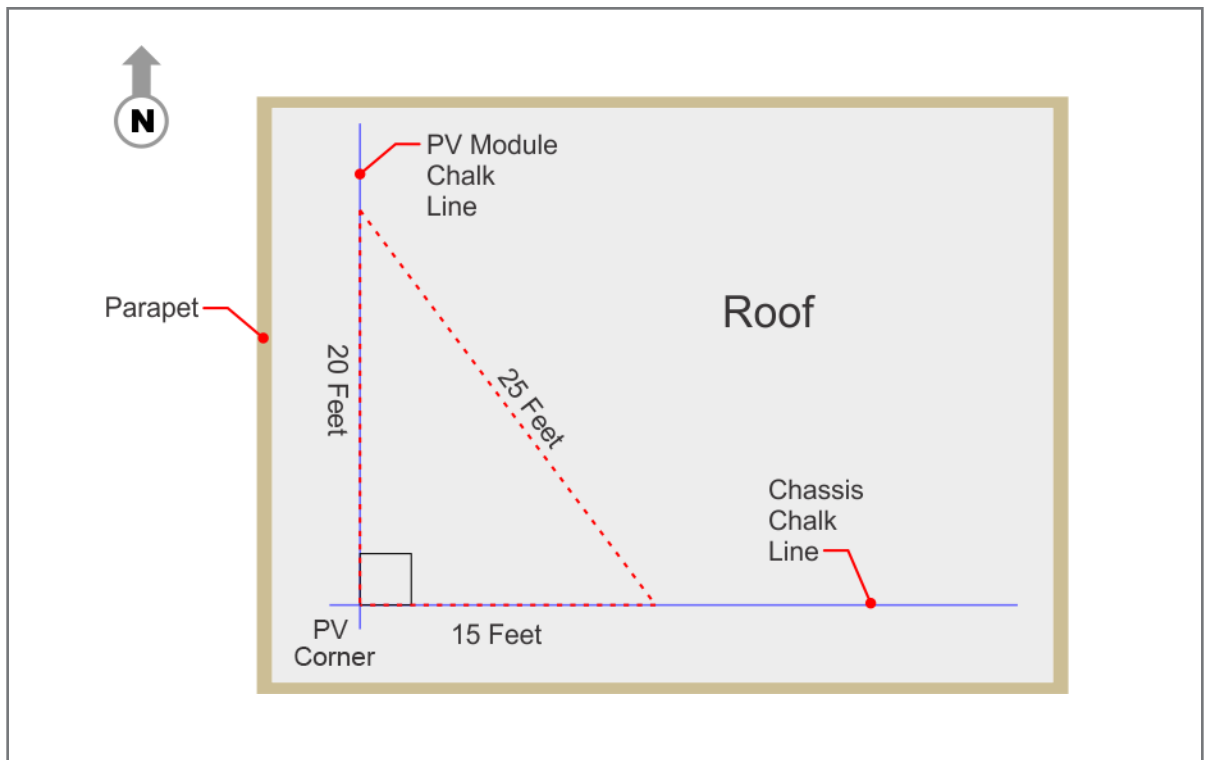 N
PV Module
Chalk
Line
Parapet
Roof
20 Feet
25 Feet
Chassis
Chalk
Line
PV
Corner
15 Feet